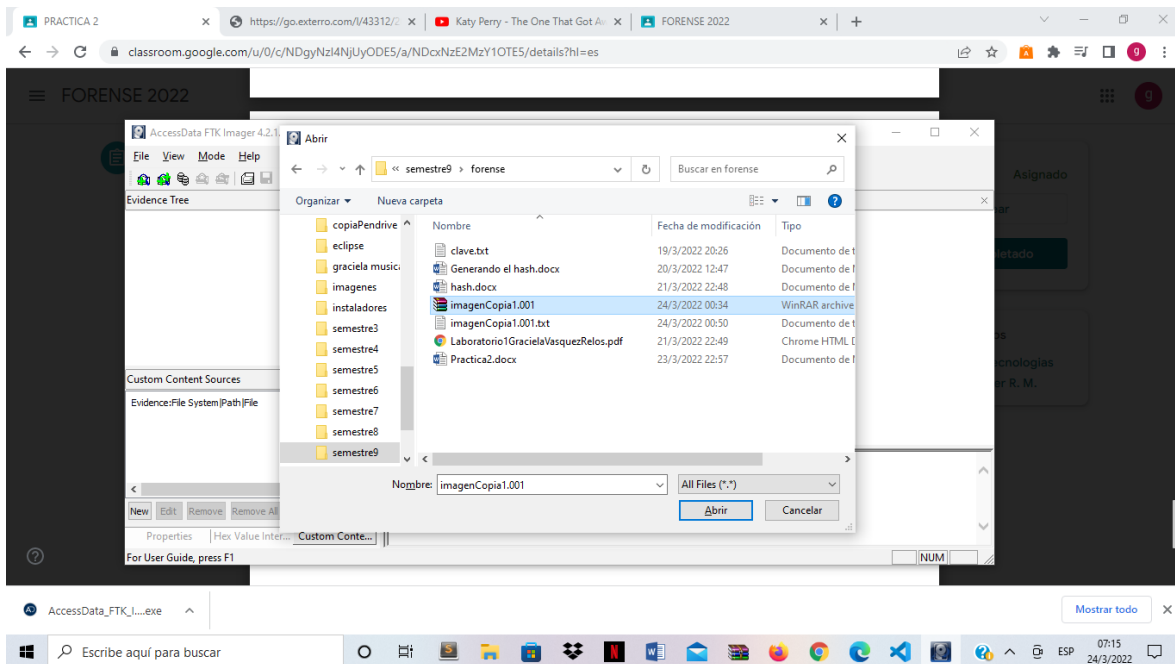 PRACTICA 2
https://go.exterro.com/l/43312/2
Katy Perry - The One That Got Aw
FORENSE 2022
classroom.google.com/u/0/c/NDgyNzI4NjUyODE5/a/NDcxNzE2MzY1OTE5/details?hl=es
g
FORENSE 2022
g
AccessData FTK Imager 4.2.1.
File View Mode Help
Evidence Tree
Custom Content Sources
Evidence:File System|Path|File
New Edit Remove Remove All
Properties Hex Value Inter... Custom Conte...
For User Guide, press F1
NUM
Abrir
« semestre9 › forense
Buscar en forense
Organizar Nueva carpeta
copiaPendrive
eclipse
graciela music
imagenes
instaladores
semestre3
semestre4
semestre5
semestre6
semestre7
semestre8
semestre9
Nombre Fecha de modificación Tipo
clave.txt 19/3/2022 20:26 Documento de t
Generando el hash.docx 20/3/2022 12:47 Documento de M
hash.docx 21/3/2022 22:48 Documento de M
imagenCopia1.001 24/3/2022 00:34 WinRAR archive
imagenCopia1.001.txt 24/3/2022 00:50 Documento de t
Laboratorio1GracielaVasquezRelos.pdf 21/3/2022 22:49 Chrome HTML D
Practica2.docx 23/3/2022 22:57 Documento de M
Nombre: imagenCopia1.001 All Files (*.*)
Abrir Cancelar
Asignado
ar
letado
os
ecnologias
er R. M.
AccessData_FTK_I....exe
Mostrar todo
Escribe aquí para buscar
ESP
07:15
24/3/2022